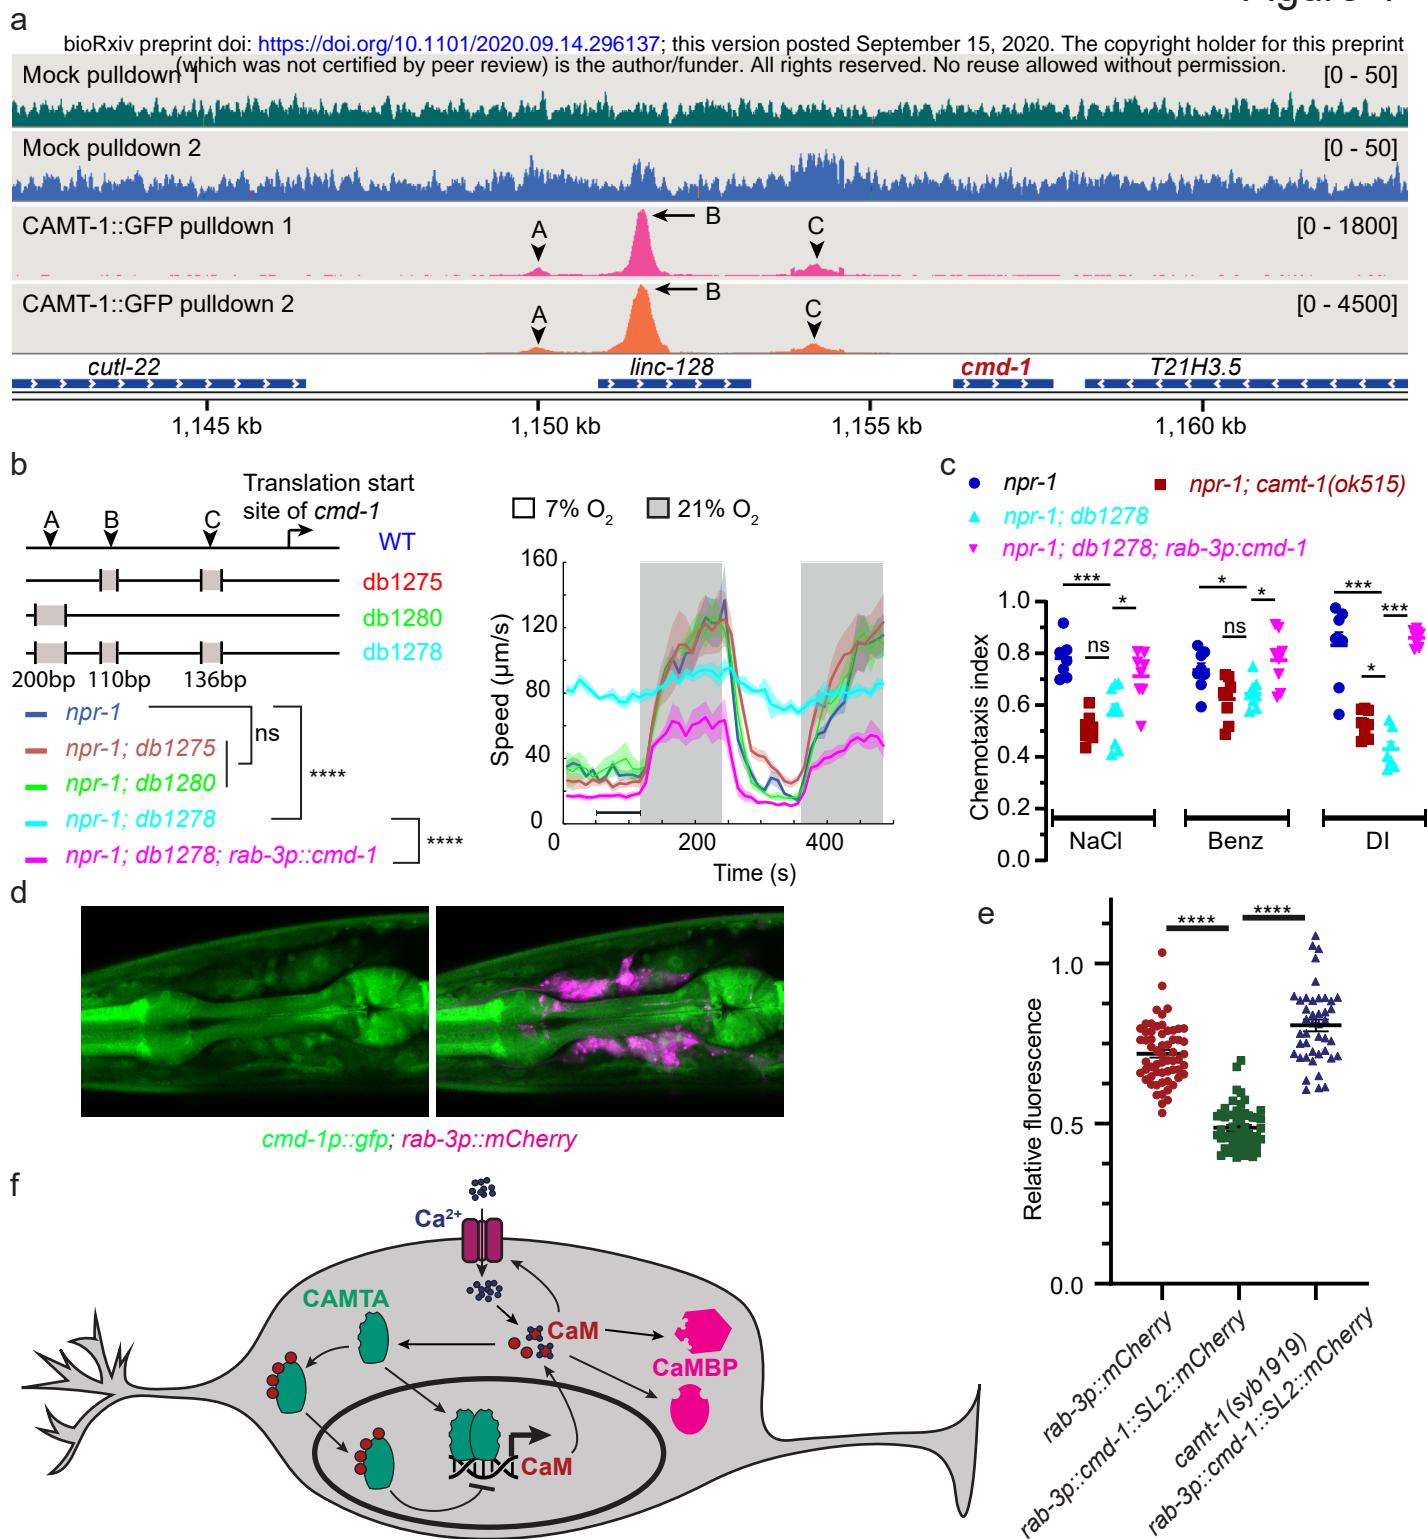 a
bioRxiv preprint doi: https://doi.org/10.1101/2020.09.14.296137; this version posted September 15, 2020. The copyright holder for this preprint
(which was not certified by peer review) is the author/funder. All rights reserved. No reuse allowed without permission.
Mock pulldown 1
[0 - 50]
Mock pulldown 2
[0 - 50]
CAMT-1::GFP pulldown 1
A
B
C
[0 - 1800]
CAMT-1::GFP pulldown 2
A
B
C
[0 - 4500]
cutl-22
linc-128
cmd-1
T21H3.5
1,145 kb
1,150 kb
1,155 kb
1,160 kb
b
Translation start
site of cmd-1
A
B
C
WT
db1275
db1280
db1278
200bp
110bp
136bp
npr-1
npr-1; db1275
npr-1; db1280
npr-1; db1278
npr-1; db1278; rab-3p::cmd-1
ns
****
****
7% O2
21% O2
160
120
80
40
0
Speed (µm/s)
0
200
400
Time (s)
c
npr-1
npr-1; camt-1(ok515)
npr-1; db1278
npr-1; db1278; rab-3p:cmd-1
1.0
0.8
0.6
0.4
0.2
0.0
Chemotaxis index
***
*
ns
*
*
ns
***
***
*
NaCl
Benz
DI
d
cmd-1p::gfp; rab-3p::mCherry
e
****
****
1.0
0.5
0.0
Relative fluorescence
rab-3p::mCherry
rab-3p::cmd-1::SL2::mCherry
camt-1(syb1919)
rab-3p::cmd-1::SL2::mCherry
f
Ca2+
CAMTA
CaM
CaMBP
CaM